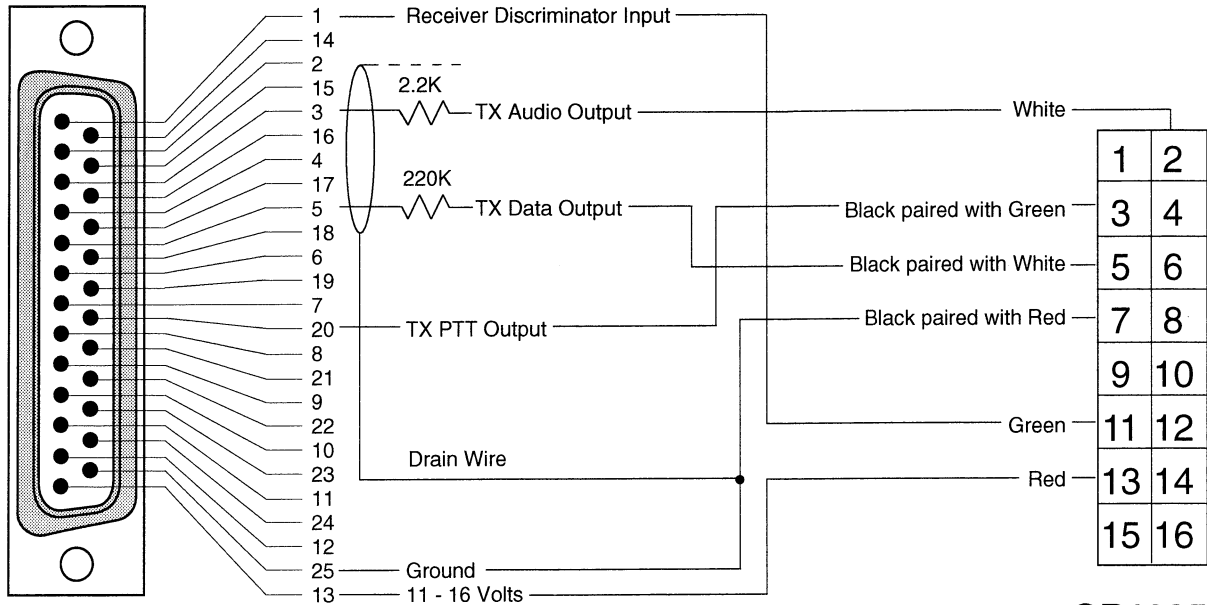 1 Receiver Discriminator Input
14
2
15
2.2K
3 TX Audio Output White
16
4
17
220K
5 TX Data Output Black paired with Green
18
6 Black paired with White
19
7 Black paired with Red
20 TX PTT Output
8
21
9
22 Green
10
23 Drain Wire Red
11
24
12
25 Ground
13 11 - 16 Volts
1 2
3 4
5 6
7 8
9 10
11 12
13 14
15 16